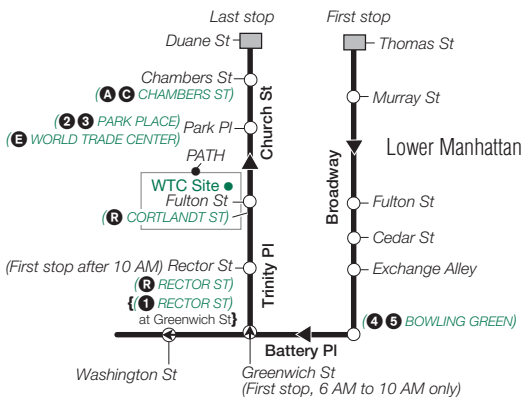 Last stop
First stop
Duane St
Thomas St
Chambers St
(A C CHAMBERS ST)
Murray St
(2 3 PARK PLACE)
Park Pl
(E WORLD TRADE CENTER)
Church St
Lower Manhattan
PATH
WTC Site
Broadway
Fulton St
Fulton St
(R CORTLANDT ST)
Cedar St
(First stop after 10 AM) Rector St
Exchange Alley
(R RECTOR ST)
Trinity Pl
{(1 RECTOR ST)
at Greenwich St}
(4 5 BOWLING GREEN)
Battery Pl
Washington St
Greenwich St
(First stop, 6 AM to 10 AM only)